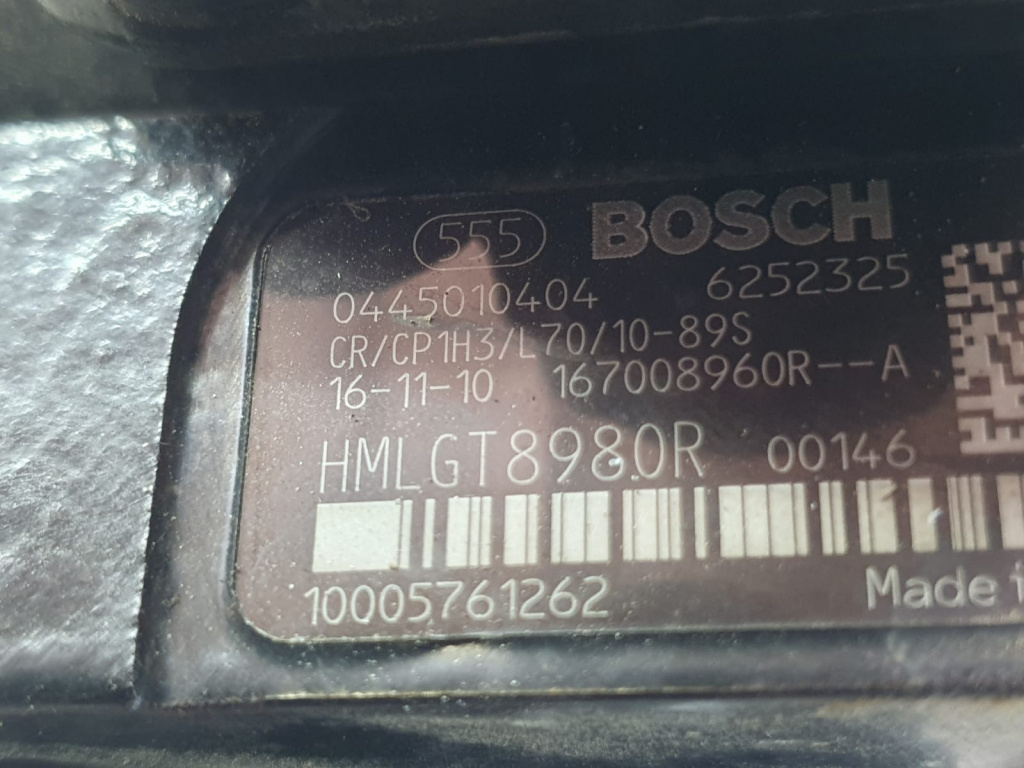 555 BOSCH
0445010404 6252325
CR/CP1H3/L70/10-89S
16-11-10 167008960R--A
HMLGT8980R 00146
10005761262 Made